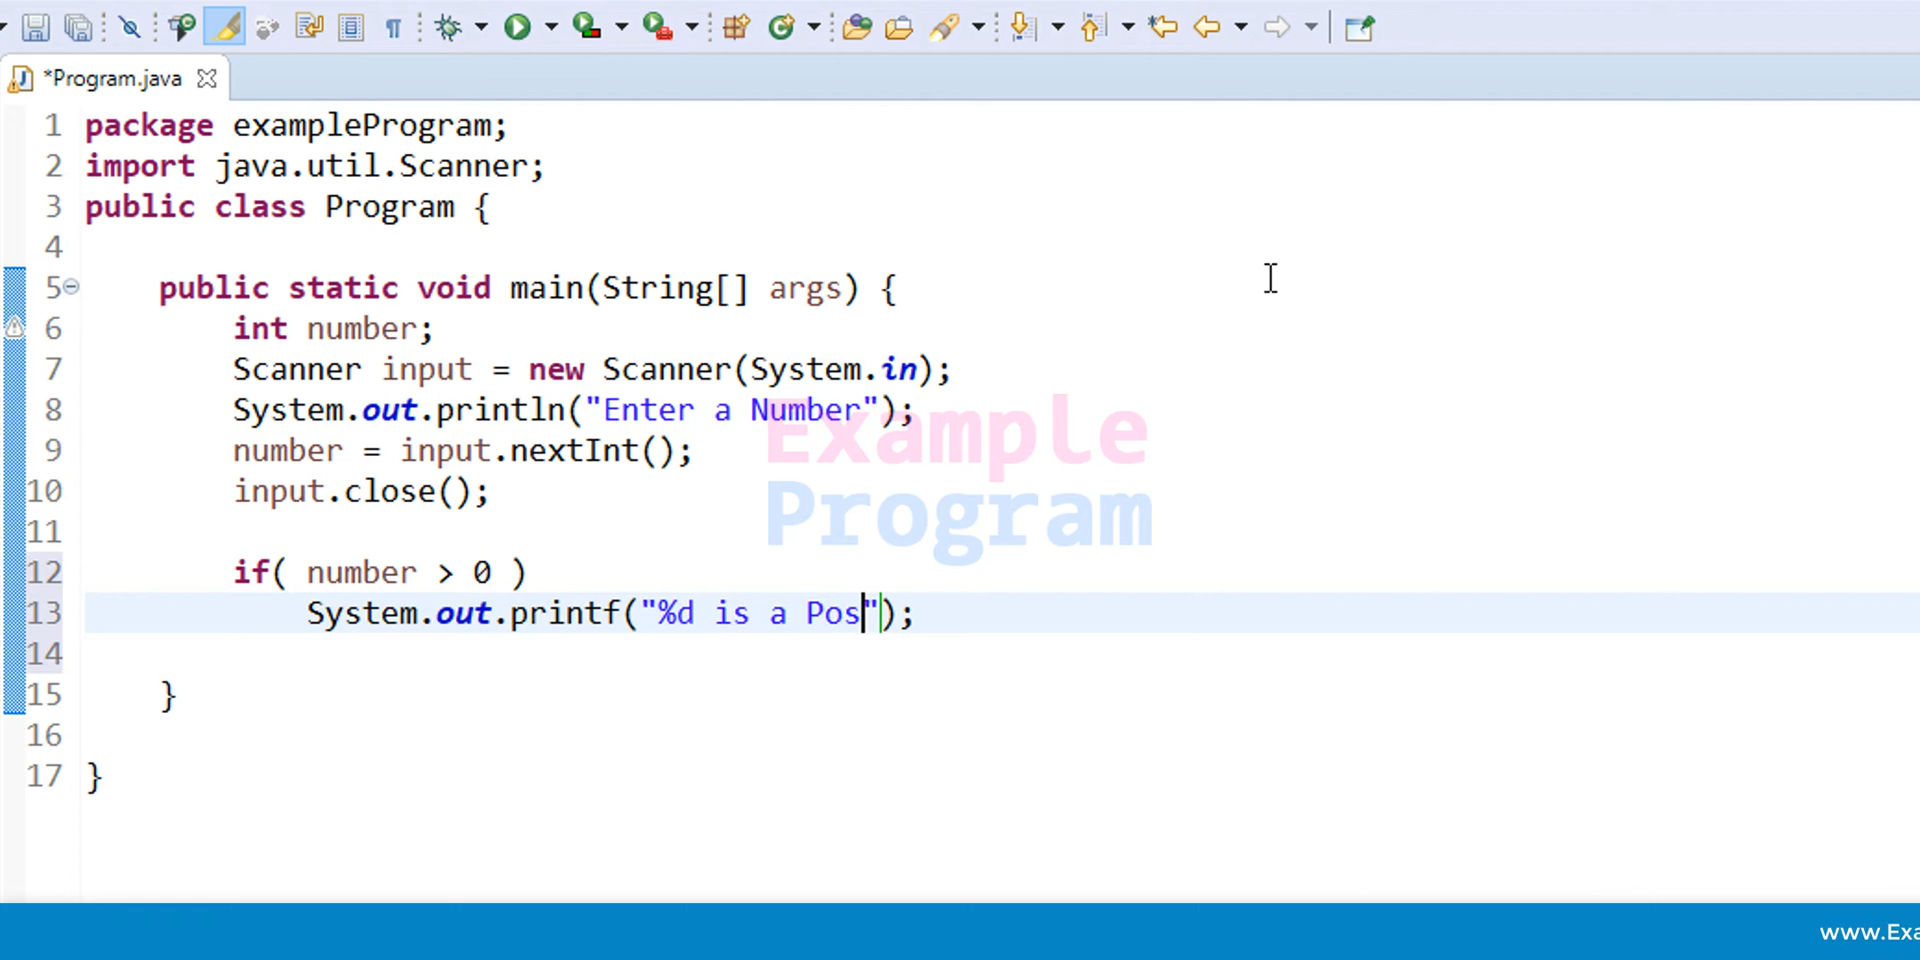 *Program.java
1 package exampleProgram;
2 import java.util.Scanner;
3 public class Program {
4
5 public static void main(String[] args) {
6 int number;
7 Scanner input = new Scanner(System.in);
8 System.out.println("Enter a Number");
9 number = input.nextInt();
10 input.close();
11
12 if( number > 0 )
13 System.out.printf("%d is a Pos");
14
15 }
16
17 }
Example
Program
www.Exa